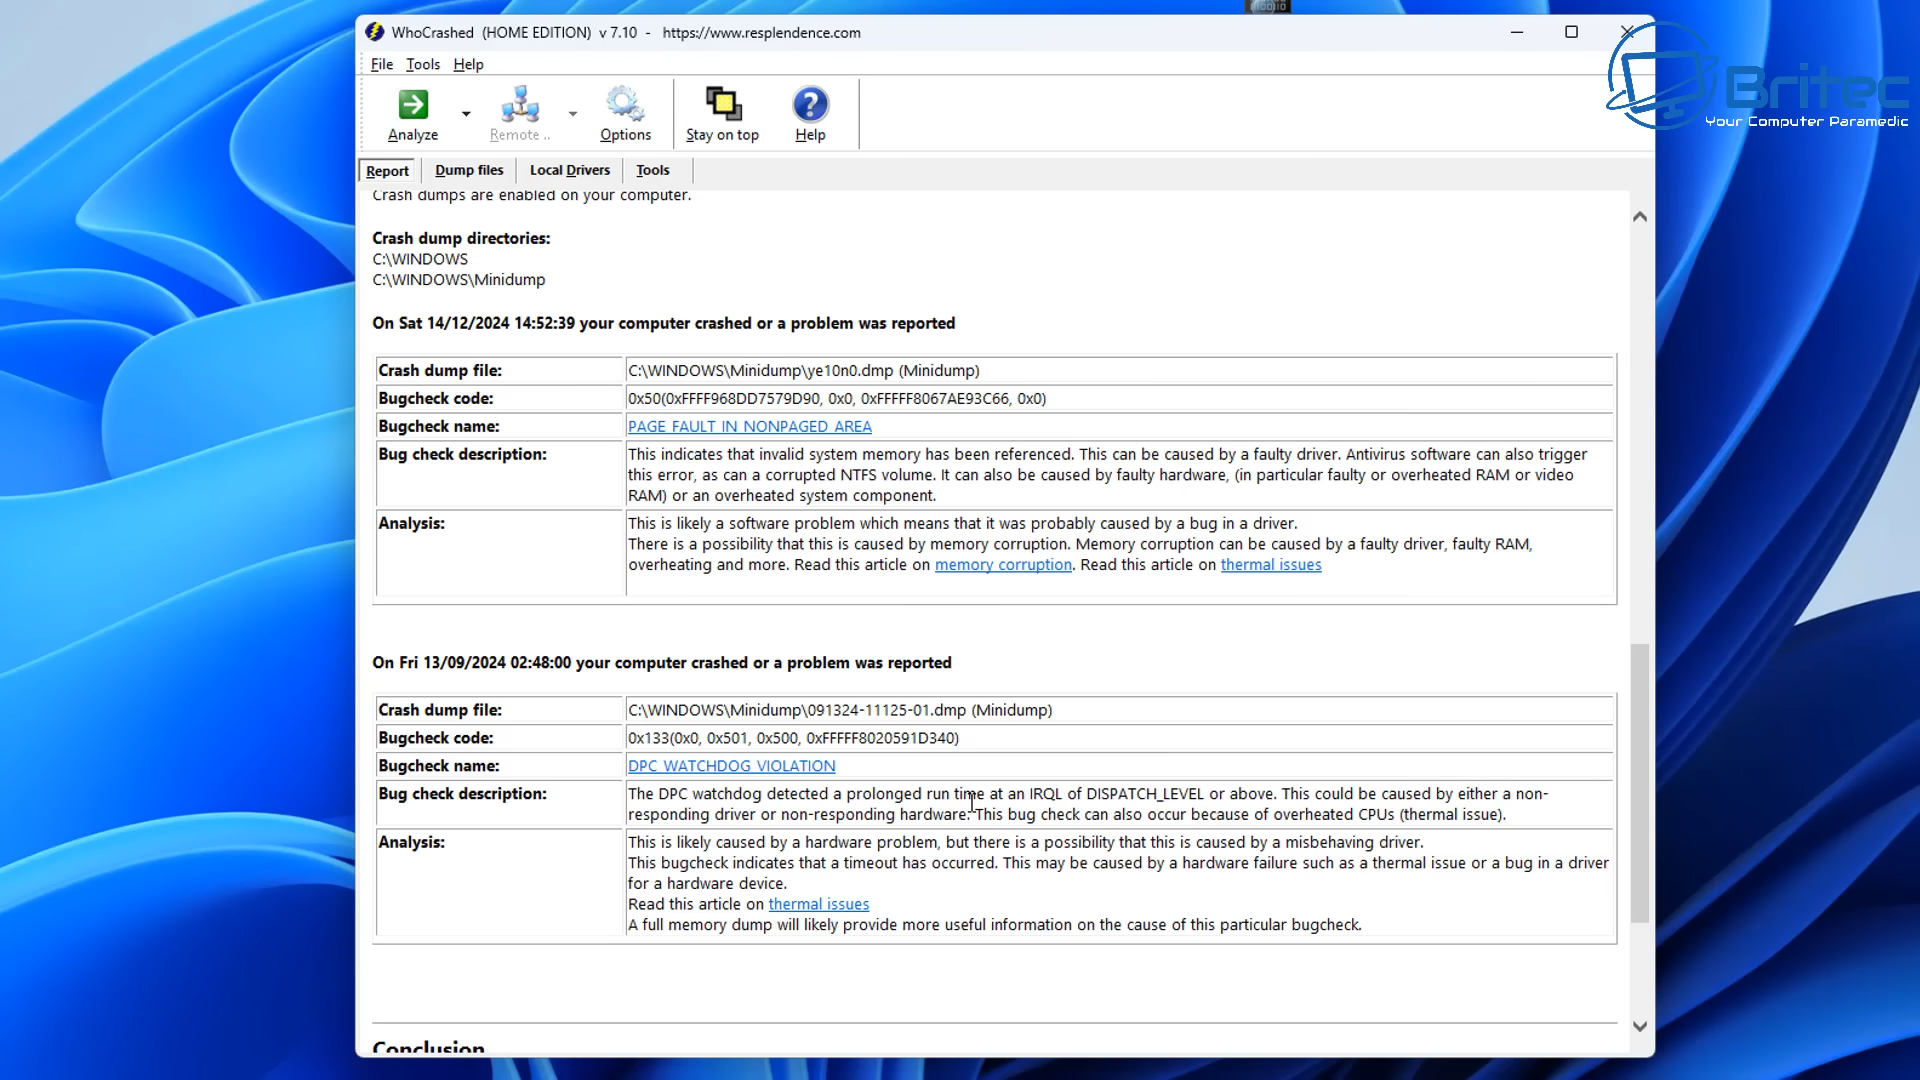 WhoCrashed (HOME EDITION) v 7.10 - https://www.resplendence.com
Britec
Your Computer Paramedic
File Tools Help
Analyze Remote .. Options Stay on top Help
Report Dump files Local Drivers Tools
Crash dumps are enabled on your computer.
Crash dump directories:
C:\WINDOWS
C:\WINDOWS\Minidump
On Sat 14/12/2024 14:52:39 your computer crashed or a problem was reported
Crash dump file: C:\WINDOWS\Minidump\ye10n0.dmp (Minidump)
Bugcheck code: 0x50(0xFFFF968DD7579D90, 0x0, 0xFFFFF8067AE93C66, 0x0)
Bugcheck name: PAGE_FAULT_IN_NONPAGED_AREA
Bug check description: This indicates that invalid system memory has been referenced. This can be caused by a faulty driver. Antivirus software can also trigger
this error, as can a corrupted NTFS volume. It can also be caused by faulty hardware, (in particular faulty or overheated RAM or video
RAM) or an overheated system component.
Analysis: This is likely a software problem which means that it was probably caused by a bug in a driver.
There is a possibility that this is caused by memory corruption. Memory corruption can be caused by a faulty driver, faulty RAM,
overheating and more. Read this article on memory corruption. Read this article on thermal issues
On Fri 13/09/2024 02:48:00 your computer crashed or a problem was reported
Crash dump file: C:\WINDOWS\Minidump\091324-11125-01.dmp (Minidump)
Bugcheck code: 0x133(0x0, 0x501, 0x500, 0xFFFFF8020591D340)
Bugcheck name: DPC_WATCHDOG_VIOLATION
Bug check description: The DPC watchdog detected a prolonged run time at an IRQL of DISPATCH_LEVEL or above. This could be caused by either a non-
responding driver or non-responding hardware. This bug check can also occur because of overheated CPUs (thermal issue).
Analysis: This is likely caused by a hardware problem, but there is a possibility that this is caused by a misbehaving driver.
This bugcheck indicates that a timeout has occurred. This may be caused by a hardware failure such as a thermal issue or a bug in a driver
for a hardware device.
Read this article on thermal issues
A full memory dump will likely provide more useful information on the cause of this particular bugcheck.
Conclusion